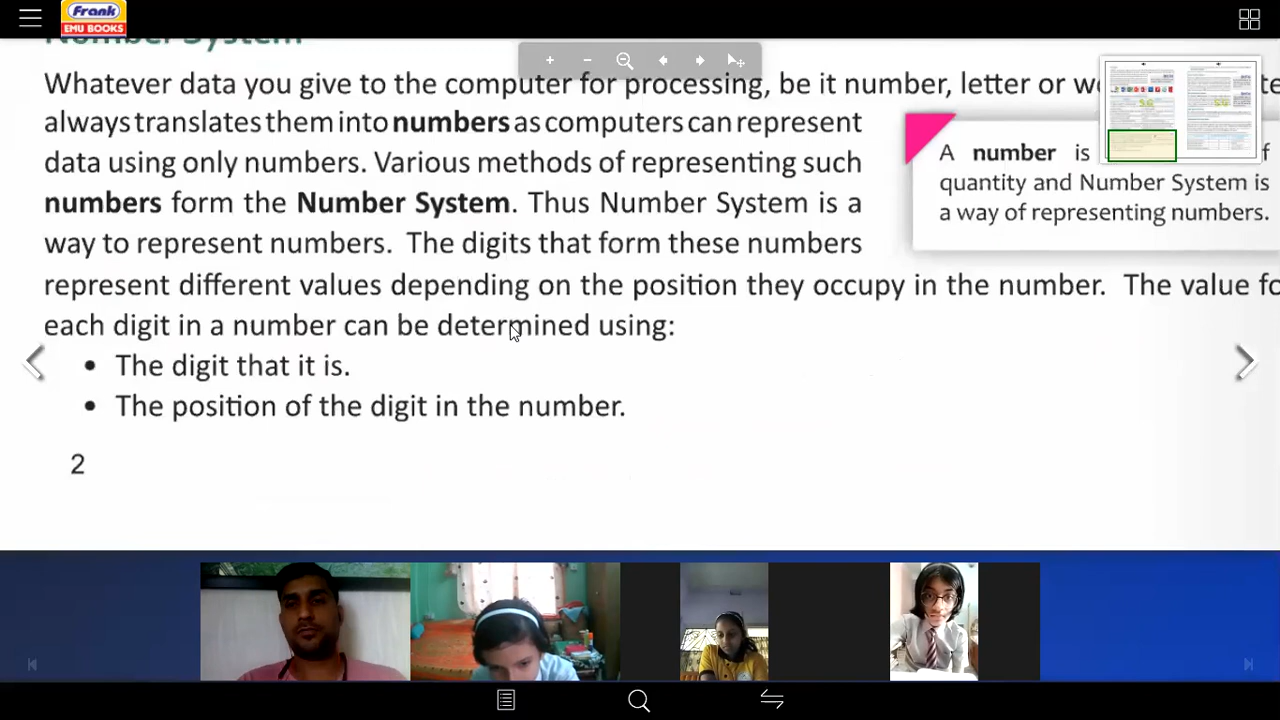 Frank
EMU BOOKS
Number System
Whatever data you give to the computer for processing, be it number, letter or
always translates them into numbers as computers can represent
data using only numbers. Various methods of representing such
numbers form the Number System. Thus Number System is a
way to represent numbers. The digits that form these numbers
represent different values depending on the position they occupy in the number. The value
each digit in a number can be determined using:
• The digit that it is.
• The position of the digit in the number.
2
A number is
quantity and Number System is
a way of representing numbers.